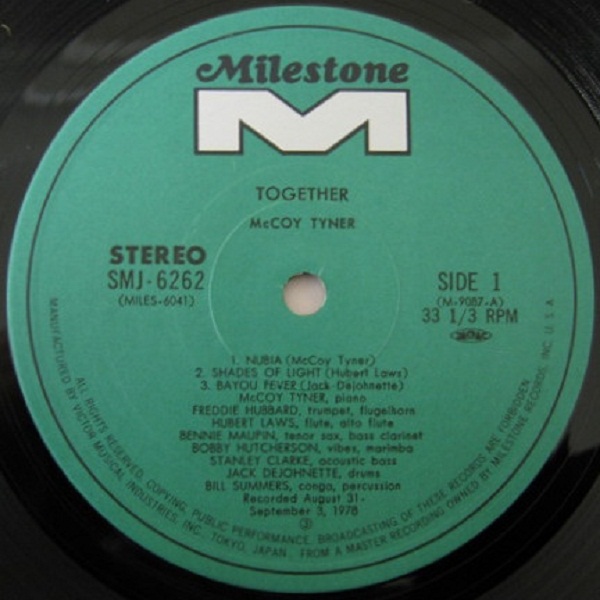 Milestone
TOGETHER
McCOY TYNER
STEREO
SMJ-6262
(MILES-6041)
SIDE 1
(M-9087-A)
33 1/3 RPM
1. NUBIA (McCoy Tyner)
2. SHADES OF LIGHT (Hubert Laws)
3. BAYOU FEVER (Jack Dejohnette)
McCOY TYNER, piano
FREDDIE HUBBARD, trumpet, flugelhorn
HUBERT LAWS, flute, alto flute
BENNIE MAUPIN, tenor sax, bass clarinet
BOBBY HUTCHERSON, vibes, marimba
STANLEY CLARKE, acoustic bass
JACK DEJOHNETTE, drums
BILL SUMMERS, conga, percussion
Recorded August 31-
September 3, 1978
ALL RIGHTS RESERVED. COPYING, PUBLIC PERFORMANCE, BROADCASTING OF THESE RECORDS ARE FORBIDDEN.
MANUFACTURED BY VICTOR MUSICAL INDUSTRIES, INC., TOKYO, JAPAN. FROM A MASTER RECORDING OWNED BY MILESTONE RECORDS, INC. U.S.A.